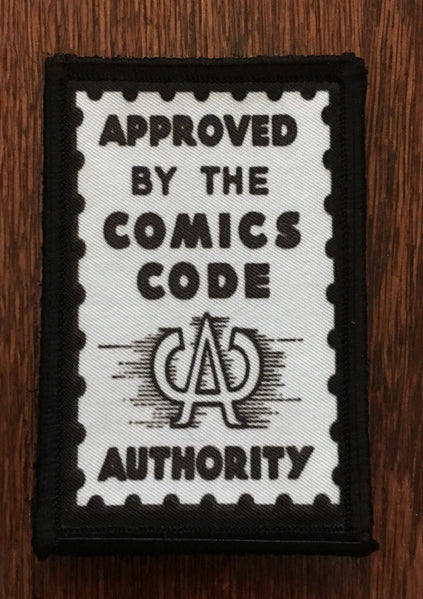 APPROVED
BY THE
COMICS
CODE
CA
AUTHORITY